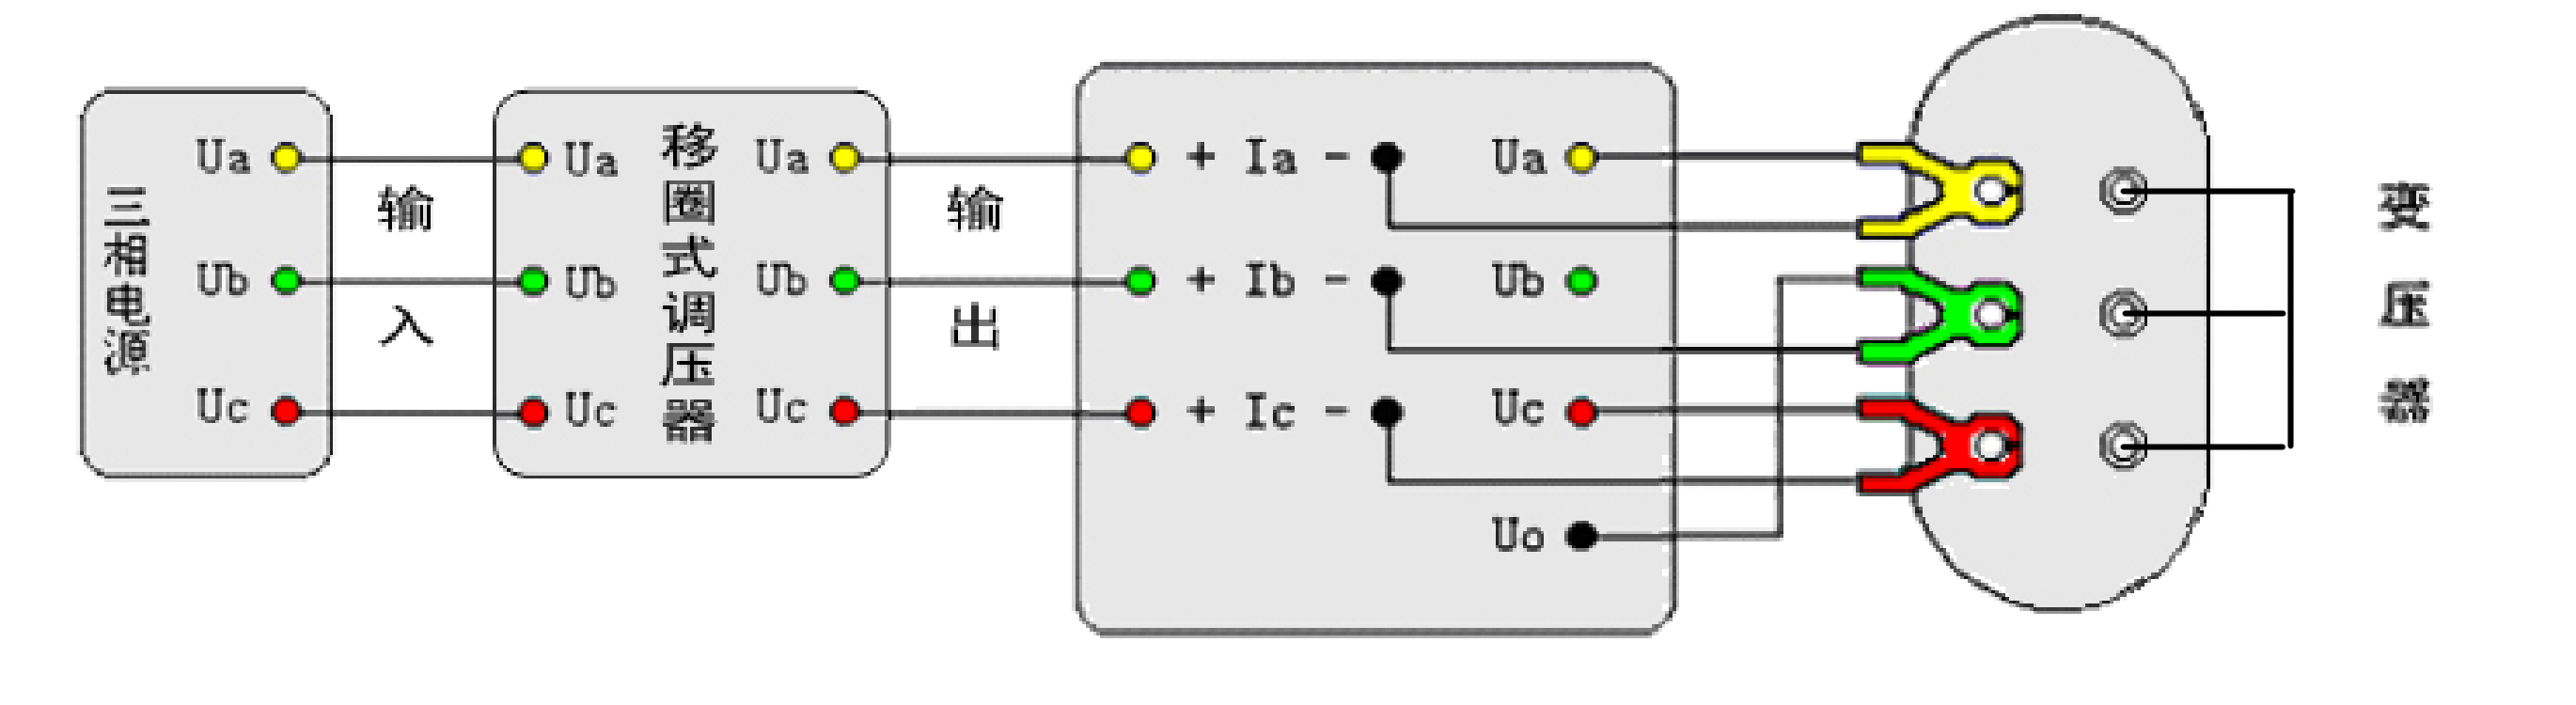 三相电源
Ua
Ub
Uc
输入
Ua
Ub
Uc
移圈式调压器
Ua
Ub
Uc
输出
+ Ia - Ua
+ Ib - Ub
+ Ic - Uc
Uo
变压器